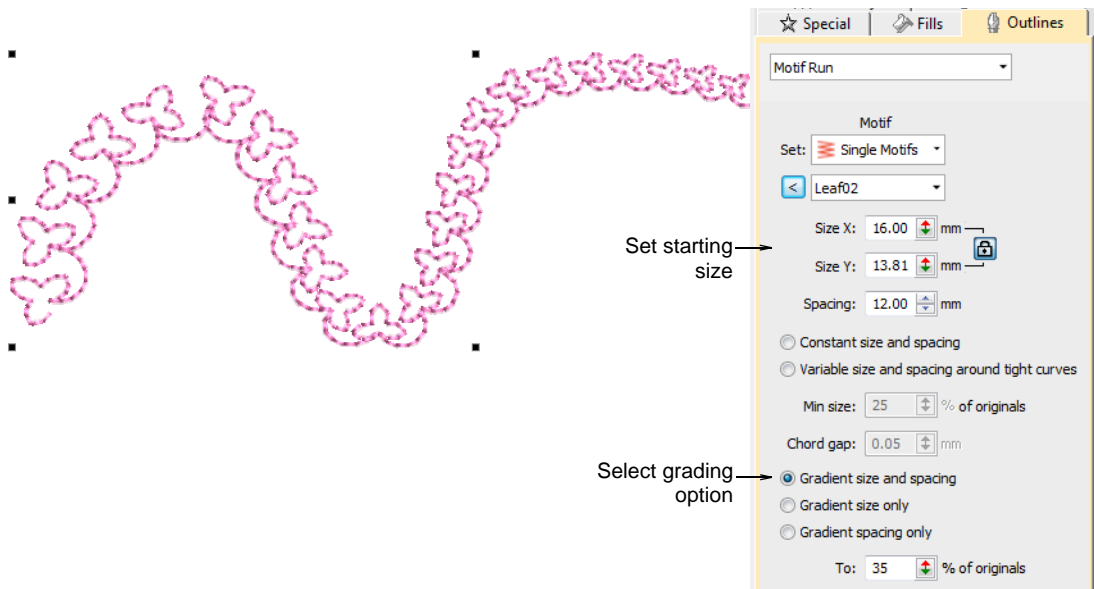 Special Fills Outlines
Motif Run
Motif
Set: Single Motifs
< Leaf02
Size X: 16.00 mm
Set starting
size
Size Y: 13.81 mm
Spacing: 12.00 mm
Constant size and spacing
Variable size and spacing around tight curves
Min size: 25 % of originals
Chord gap: 0.05 mm
Select grading
option
Gradient size and spacing
Gradient size only
Gradient spacing only
To: 35 % of originals